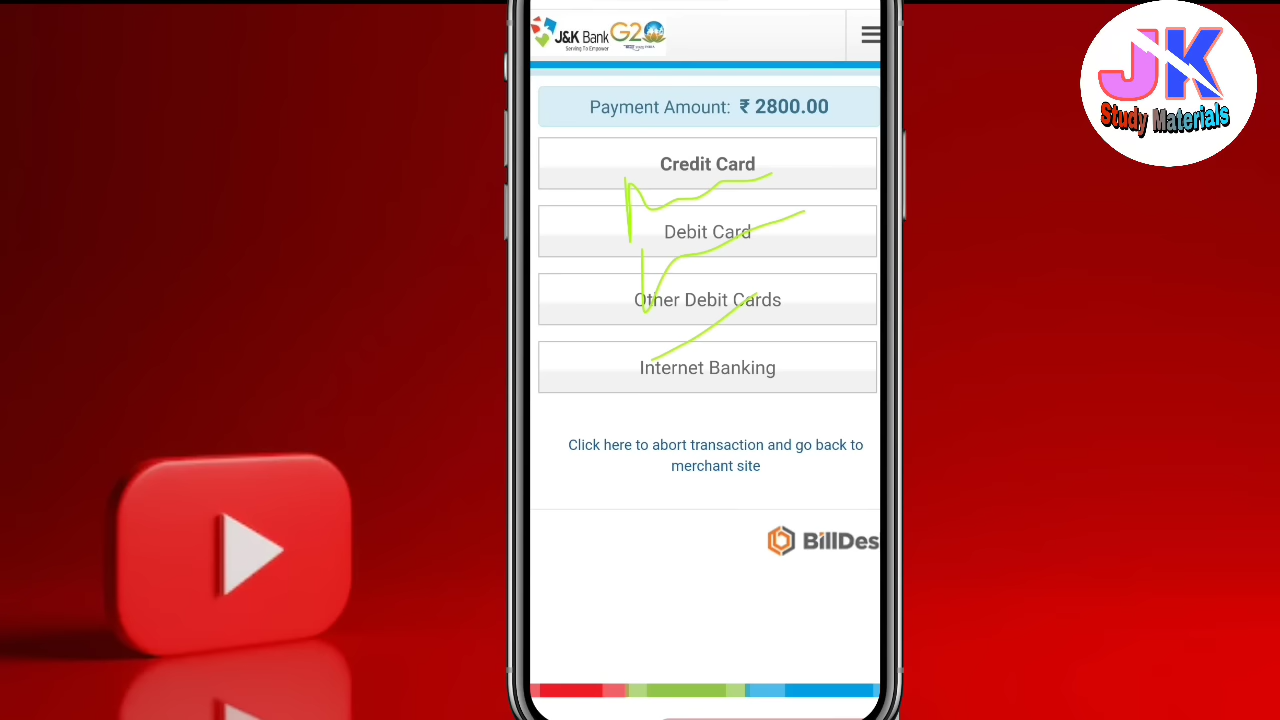 J&K Bank
Serving To Empower
G20
Payment Amount: ₹ 2800.00
Credit Card
Debit Card
Other Debit Cards
Internet Banking
Click here to abort transaction and go back to
merchant site
BillDes
JK
Study Materials